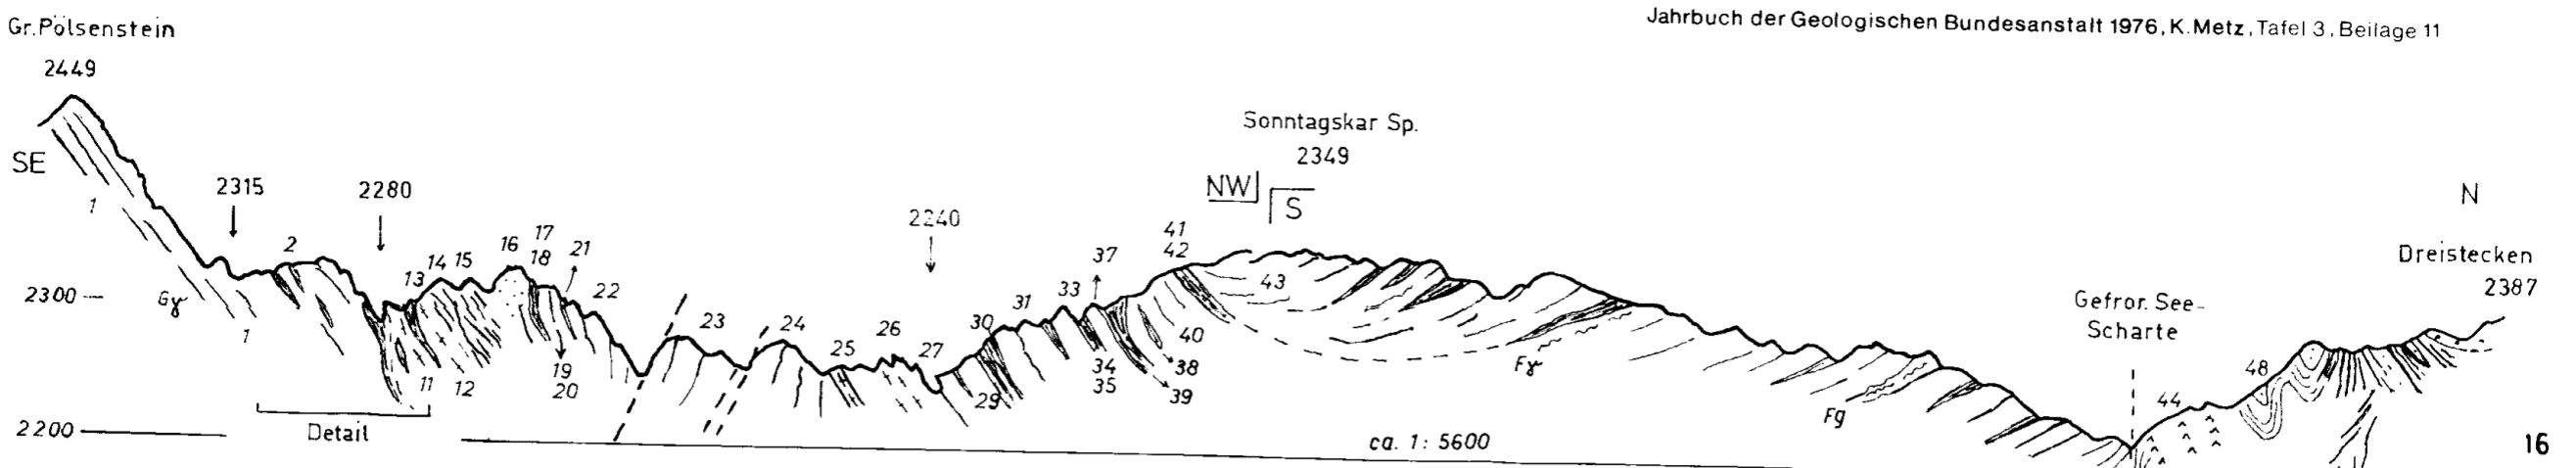 Jahrbuch der Geologischen Bundesanstalt 1976, K. Metz, Tafel 3, Beilage 11
Gr. Pölsenstein
2449
SE
Sonntagskar Sp.
2349
NW
S
N
Dreistecken
2387
Gefror. See-
Scharte
2315
2280
2240
2300
2200
1
Gγ
1
2
13
14
15
16
17
18
21
22
11
12
19
20
23
24
25
26
27
29
30
31
33
34
35
37
38
39
40
41
42
43
Fγ
Fg
44
48
Detail
ca. 1: 5600
16